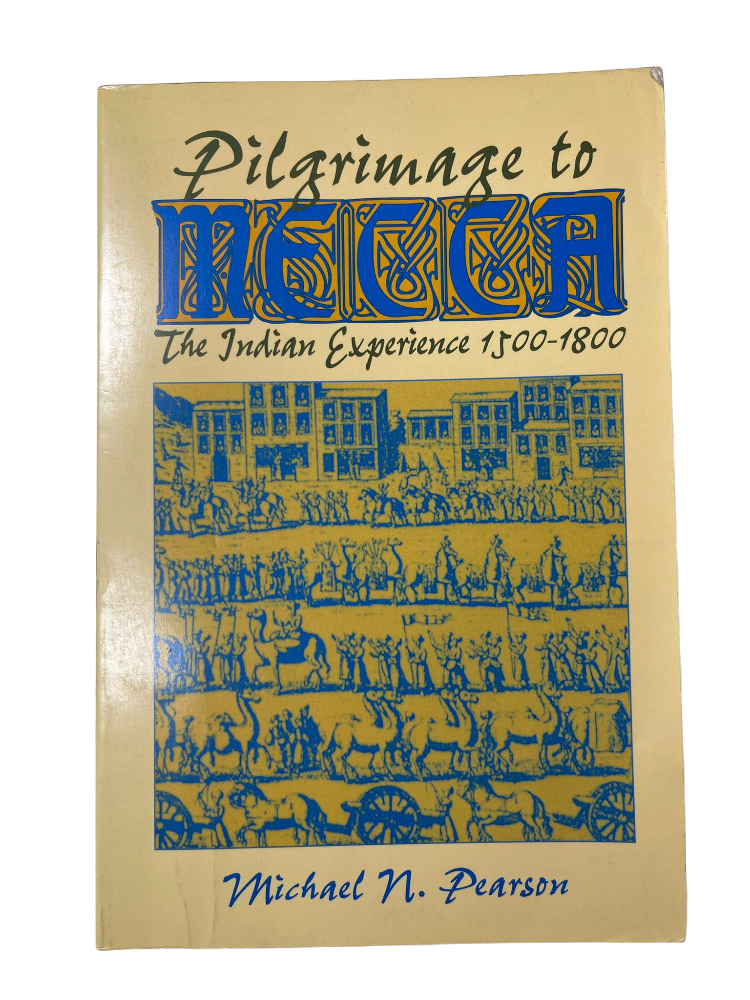 Pilgrimage to
MECCA
The Indian Experience 1500-1800
Michael N. Pearson